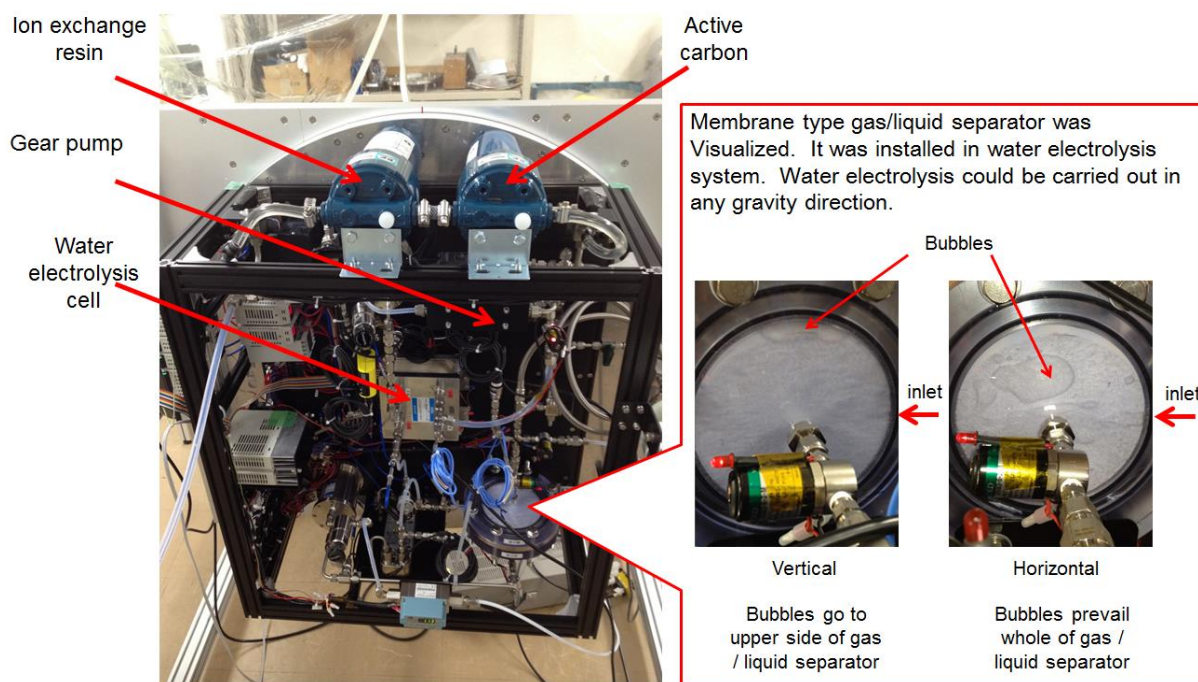 Ion exchange
resin
Active
carbon
Gear pump
Water
electrolysis
cell
Membrane type gas/liquid separator was
Visualized. It was installed in water electrolysis
system. Water electrolysis could be carried out in
any gravity direction.
Bubbles
inlet
inlet
Vertical
Horizontal
Bubbles go to
upper side of gas
/ liquid separator
Bubbles prevail
whole of gas /
liquid separator